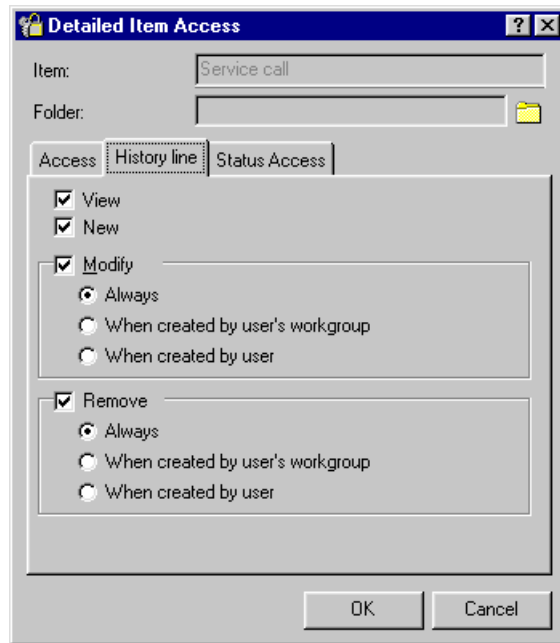 Detailed Item Access
Item: Service call
Folder:
Access History line Status Access
View
New
Modify
Always
When created by user's workgroup
When created by user
Remove
Always
When created by user's workgroup
When created by user
OK Cancel